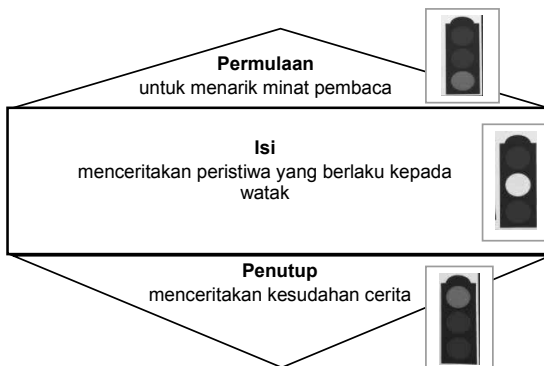 Permulaan
untuk menarik minat pembaca
Isi
menceritakan peristiwa yang berlaku kepada
watak
Penutup
menceritakan kesudahan cerita